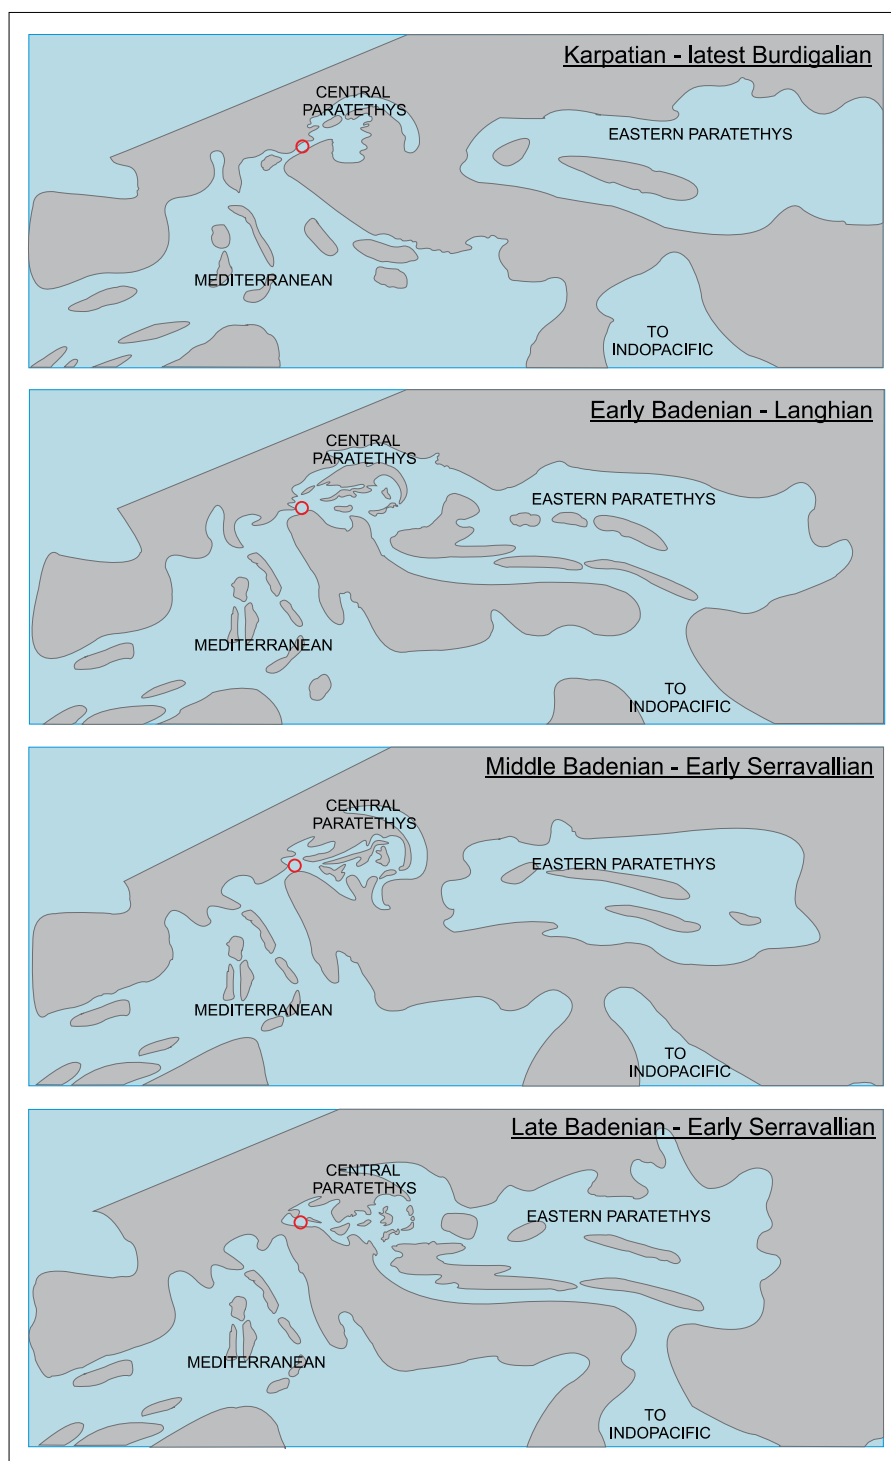 Karpatian - latest Burdigalian
CENTRAL
PARATETHYS
EASTERN PARATETHYS
MEDITERRANEAN
TO
INDOPACIFIC
Early Badenian - Langhian
CENTRAL
PARATETHYS
EASTERN PARATETHYS
MEDITERRANEAN
TO
INDOPACIFIC
Middle Badenian - Early Serravallian
CENTRAL
PARATETHYS
EASTERN PARATETHYS
MEDITERRANEAN
TO
INDOPACIFIC
Late Badenian - Early Serravallian
CENTRAL
PARATETHYS
EASTERN PARATETHYS
MEDITERRANEAN
TO
INDOPACIFIC